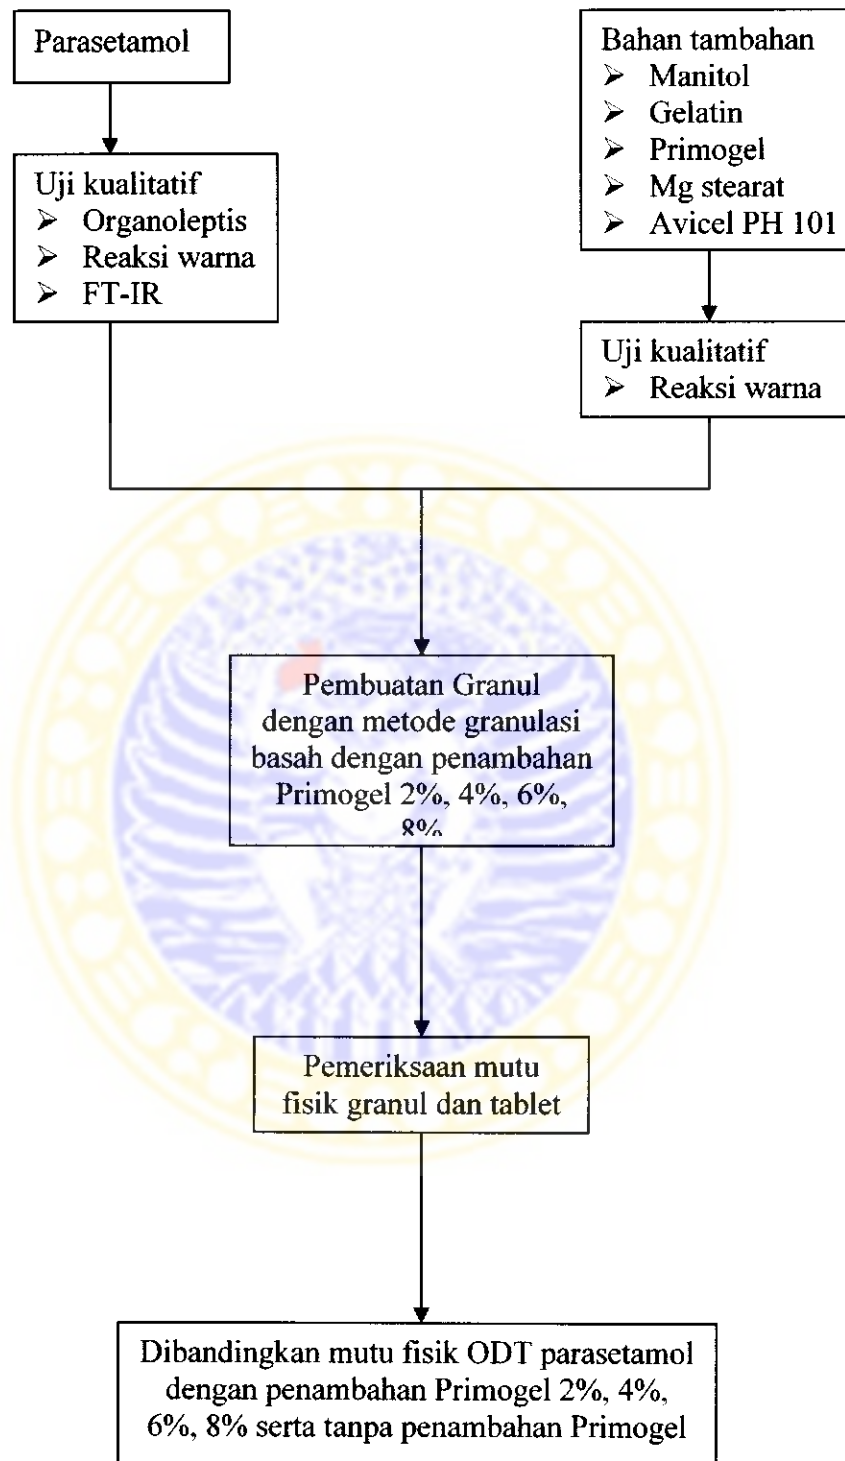 Parasetamol
Uji kualitatif
➢ Organoleptis
➢ Reaksi warna
➢ FT-IR
Bahan tambahan
➢ Manitol
➢ Gelatin
➢ Primogel
➢ Mg stearat
➢ Avicel PH 101
Uji kualitatif
➢ Reaksi warna
Pembuatan Granul
dengan metode granulasi
basah dengan penambahan
Primogel 2%, 4%, 6%,
8%
Pemeriksaan mutu
fisik granul dan tablet
Dibandingkan mutu fisik ODT parasetamol
dengan penambahan Primogel 2%, 4%,
6%, 8% serta tanpa penambahan Primogel